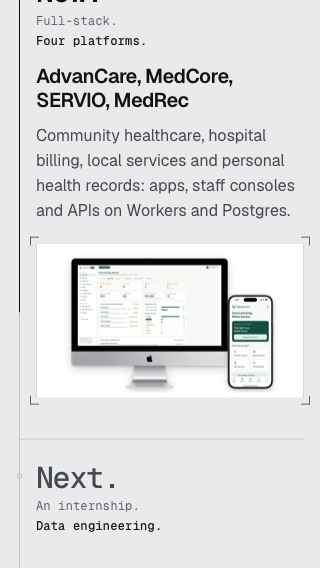 Full-stack.
Four platforms.
AdvanCare, MedCore,
SERVIO, MedRec
Community healthcare, hospital
billing, local services and personal
health records: apps, staff consoles
and APIs on Workers and Postgres.
Next.
An internship.
Data engineering.